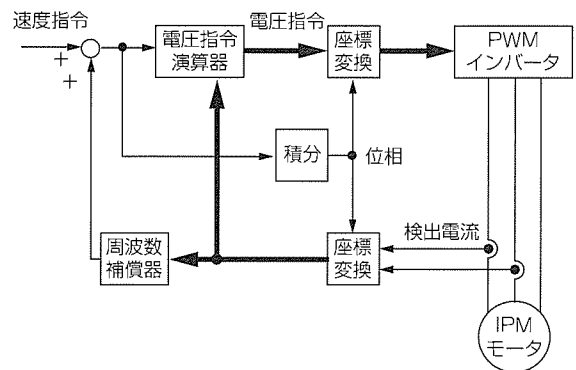 速度指令
電圧指令
演算器
電圧指令
座標
変換
PWM
インバータ
+
+
積分
位相
周波数
補償器
座標
変換
検出電流
IPM
モータ